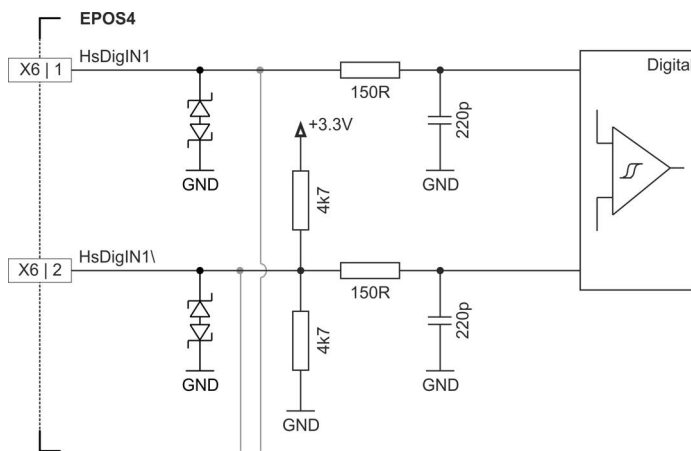 EPOS4
X6 | 1
HsDigIN1
Digital
150R
+3.3V
220p
GND
GND
4k7
X6 | 2
HsDigIN1\
150R
4k7
220p
GND
GND
GND